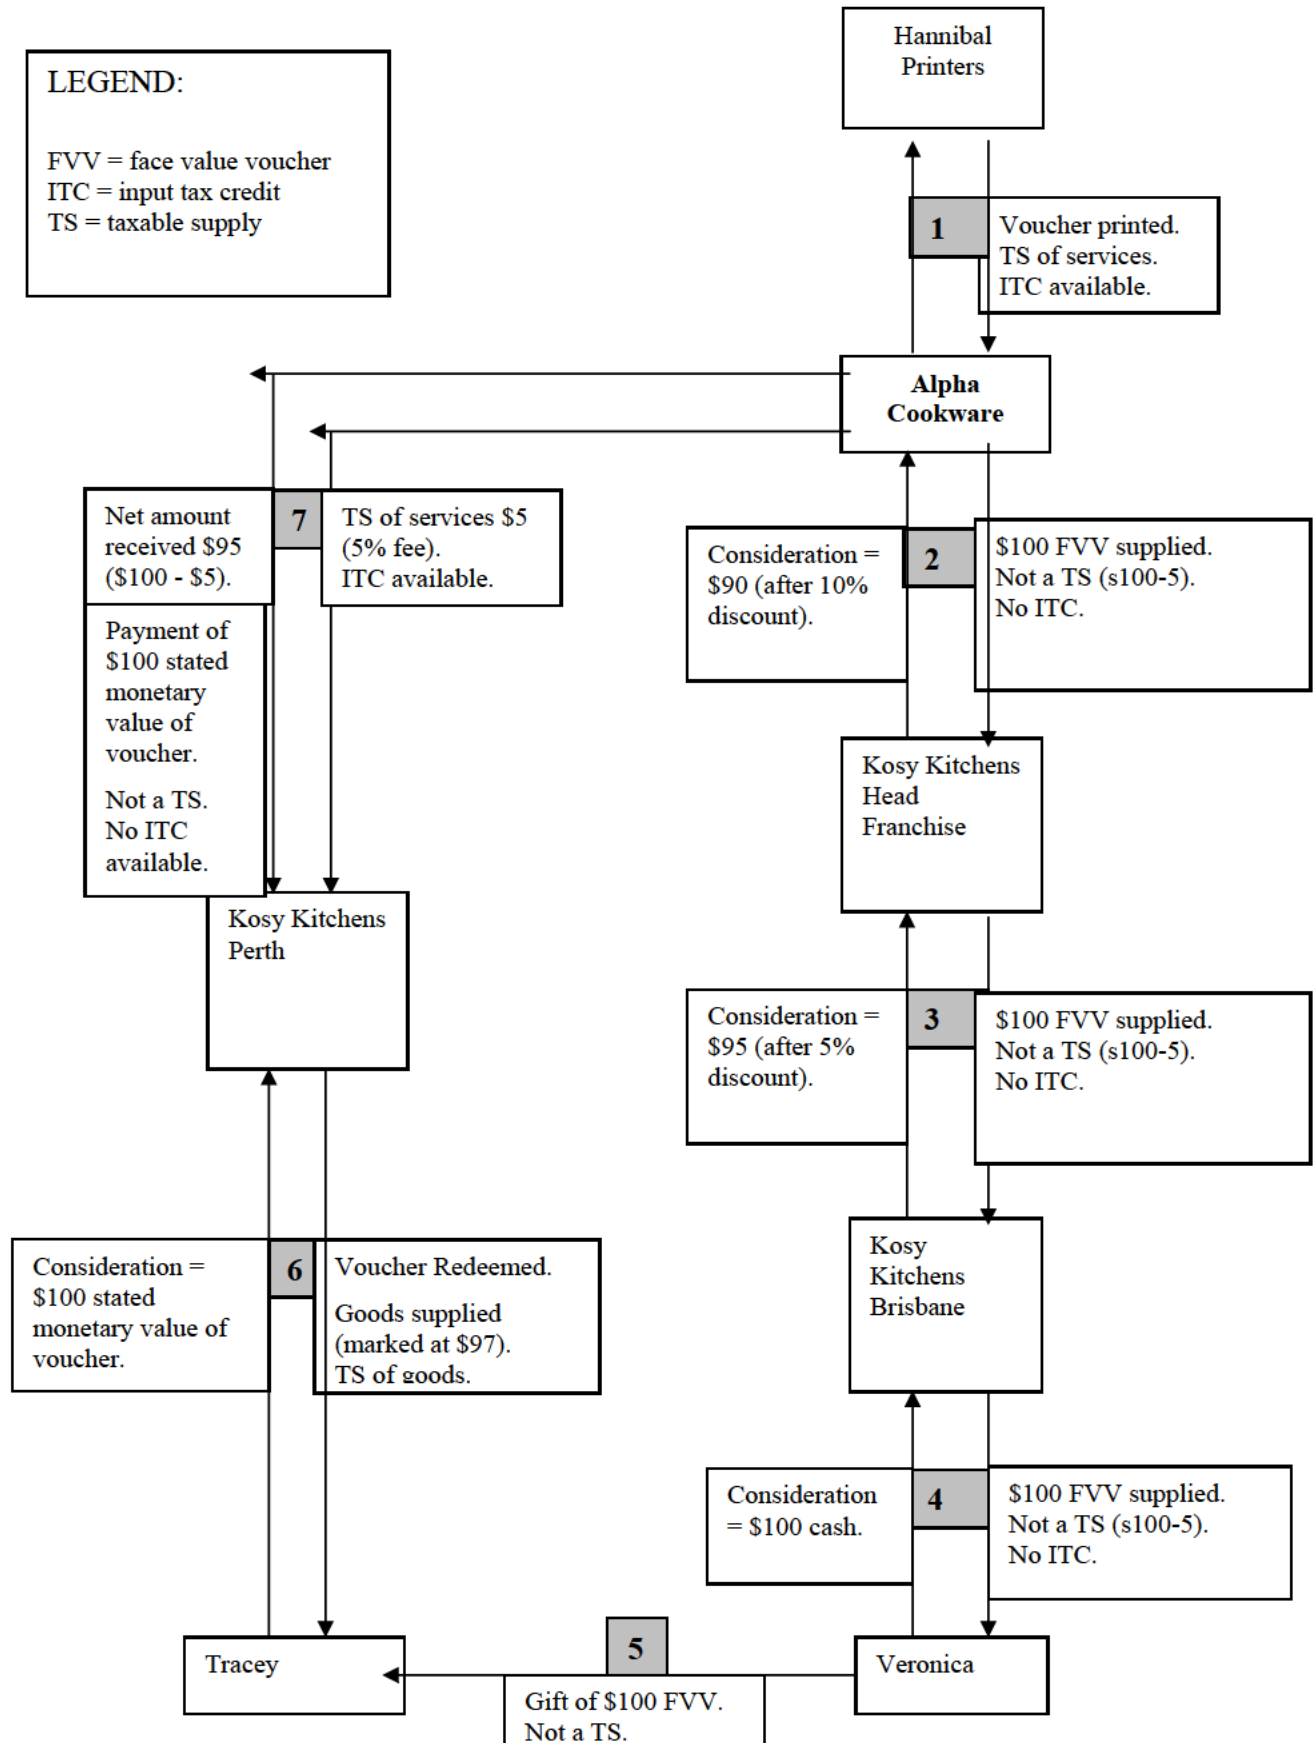 Hannibal
Printers
LEGEND:
FVV = face value voucher
ITC = input tax credit
TS = taxable supply
1
Voucher printed.
TS of services.
ITC available.
Alpha
Cookware
Net amount
received $95
($100 - $5).
7
TS of services $5
(5% fee).
ITC available.
Payment of
$100 stated
monetary
value of
voucher.
Not a TS.
No ITC
available.
Consideration =
$90 (after 10%
discount).
2
$100 FVV supplied.
Not a TS (s100-5).
No ITC.
Kosy Kitchens
Head
Franchise
Kosy Kitchens
Perth
Consideration =
$95 (after 5%
discount).
3
$100 FVV supplied.
Not a TS (s100-5).
No ITC.
Kosy
Kitchens
Brisbane
Consideration =
$100 stated
monetary value of
voucher.
6
Voucher Redeemed.
Goods supplied
(marked at $97).
TS of goods.
Consideration
= $100 cash.
4
$100 FVV supplied.
Not a TS (s100-5).
No ITC.
Tracey
5
Veronica
Gift of $100 FVV.
Not a TS.